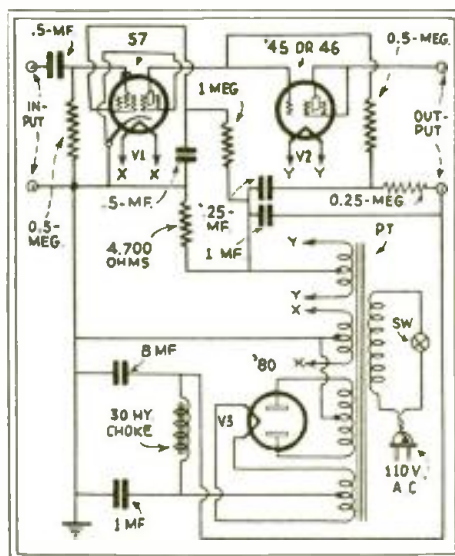 .5-MF.
57
'45 OR 46
0.5-MEG.
P
1 MEG
IN-
PUT
OUT-
PUT
V1
V2
X X
Y Y
.5-MF.
.25-
MF.
0.25-MEG
0.5-
MEG.
4,700
OHMS
1 MF
PT
Y
Y
X
X
SW
8 MF
'80
30 HY.
CHOKE
V3
110 V.
A C
1 MF